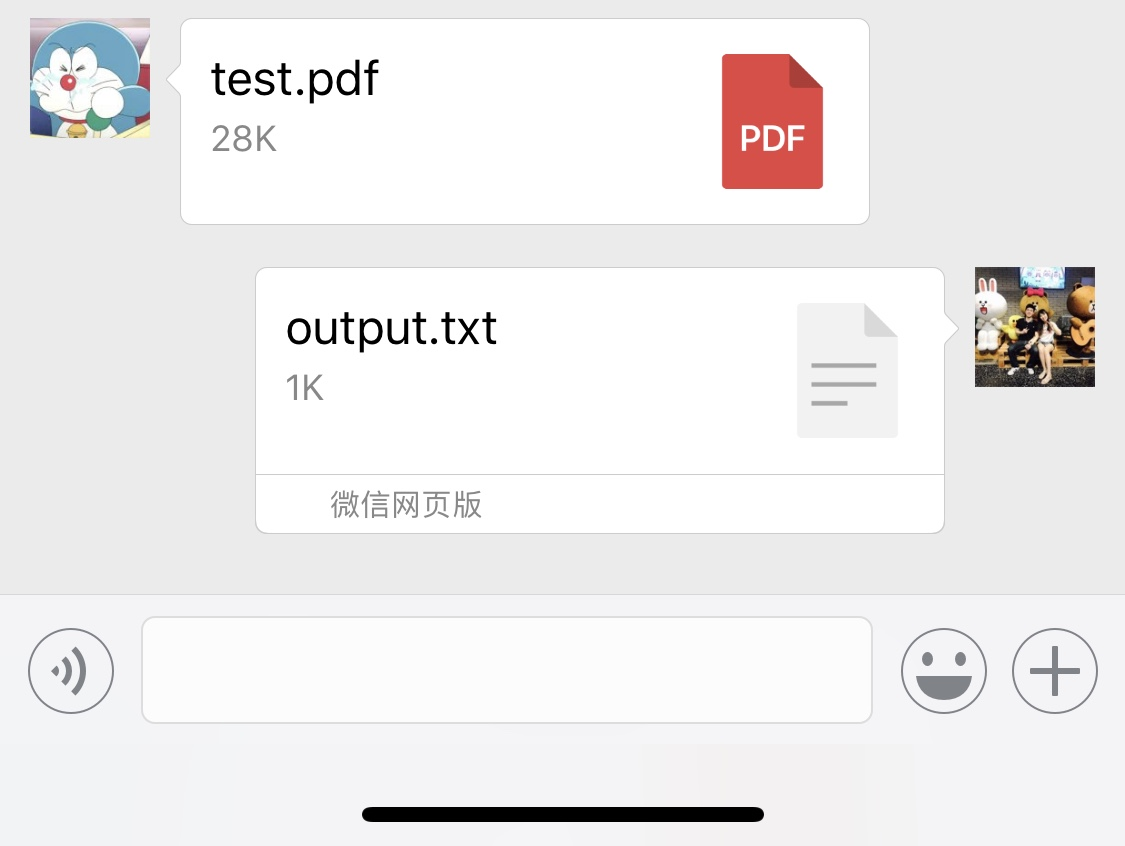 test.pdf
28K
PDF
output.txt
1K
微信网页版